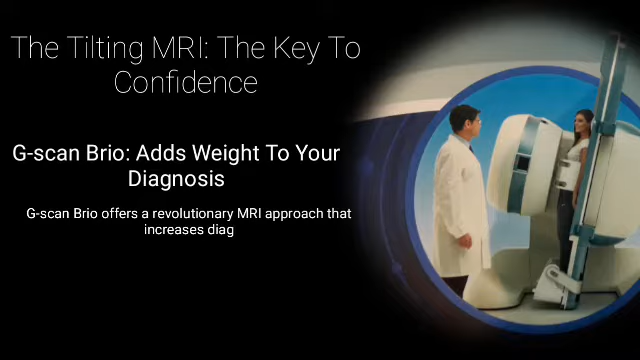 The Tilting MRI: The Key To
Confidence
G-scan Brio: Adds Weight To Your
Diagnosis
G-scan Brio offers a revolutionary MRI approach that
increases diag